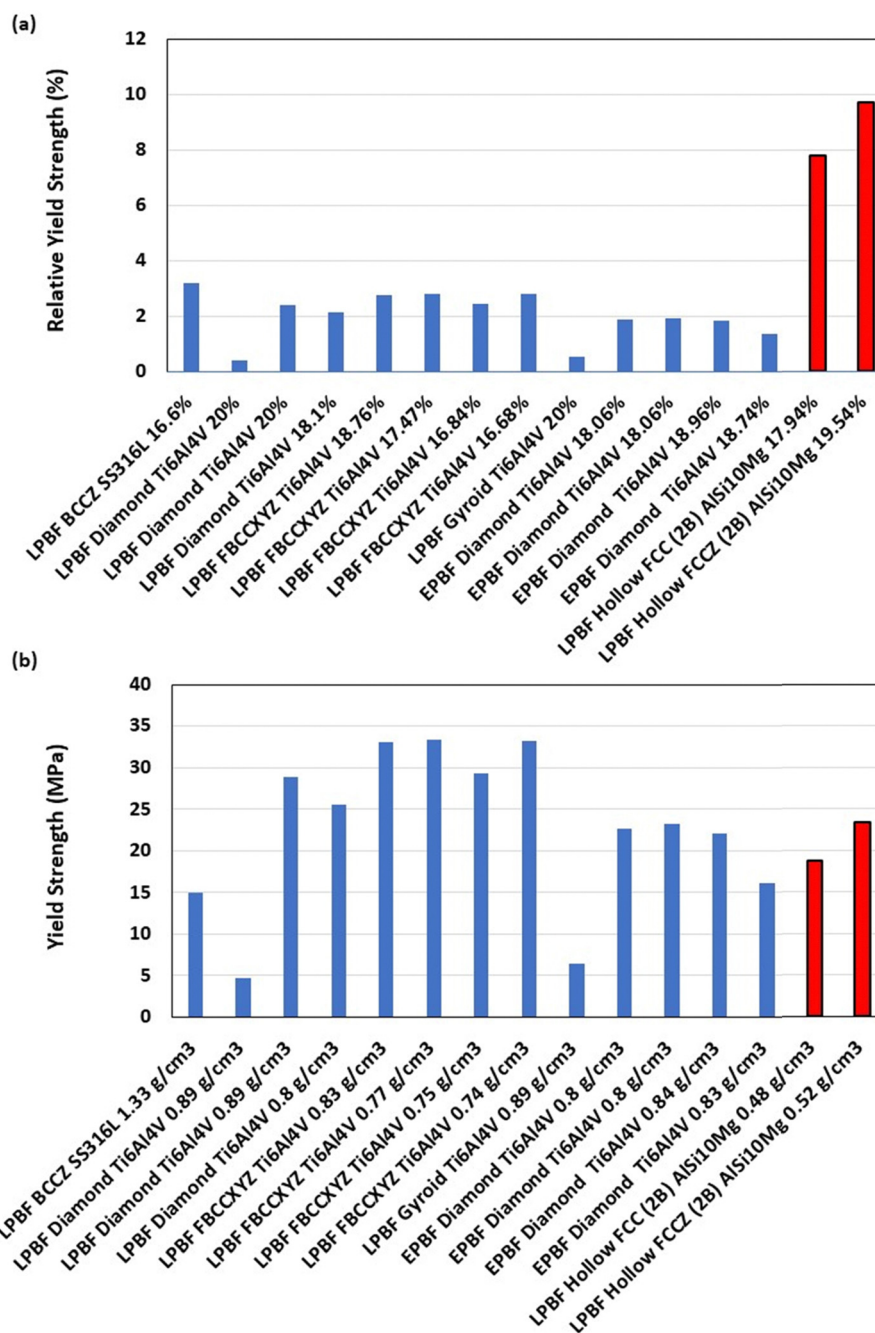 (a)
Relative Yield Strength (%)
12
10
8
6
4
2
0
LPBF BCCZ SS316L 16.6%
LPBF Diamond Ti6Al4V 20%
LPBF Diamond Ti6Al4V 20%
LPBF Diamond Ti6Al4V 18.1%
LPBF FBCCXYZ Ti6Al4V 18.76%
LPBF FBCCXYZ Ti6Al4V 17.47%
LPBF FBCCXYZ Ti6Al4V 16.84%
LPBF FBCCXYZ Ti6Al4V 16.68%
LPBF Gyroid Ti6Al4V 20%
EPBF Diamond Ti6Al4V 18.06%
EPBF Diamond Ti6Al4V 18.06%
EPBF Diamond Ti6Al4V 18.96%
EPBF Diamond Ti6Al4V 18.74%
LPBF Hollow FCC (2B) AlSi10Mg 17.94%
LPBF Hollow FCCZ (2B) AlSi10Mg 19.54%
(b)
Yield Strength (MPa)
40
35
30
25
20
15
10
5
0
LPBF BCCZ SS316L 1.33 g/cm3
LPBF Diamond Ti6Al4V 0.89 g/cm3
LPBF Diamond Ti6Al4V 0.89 g/cm3
LPBF Diamond Ti6Al4V 0.8 g/cm3
LPBF FBCCXYZ Ti6Al4V 0.83 g/cm3
LPBF FBCCXYZ Ti6Al4V 0.77 g/cm3
LPBF FBCCXYZ Ti6Al4V 0.75 g/cm3
LPBF FBCCXYZ Ti6Al4V 0.74 g/cm3
LPBF Gyroid Ti6Al4V 0.89 g/cm3
EPBF Diamond Ti6Al4V 0.8 g/cm3
EPBF Diamond Ti6Al4V 0.8 g/cm3
EPBF Diamond Ti6Al4V 0.84 g/cm3
EPBF Diamond Ti6Al4V 0.83 g/cm3
LPBF Hollow FCC (2B) AlSi10Mg 0.48 g/cm3
LPBF Hollow FCCZ (2B) AlSi10Mg 0.52 g/cm3